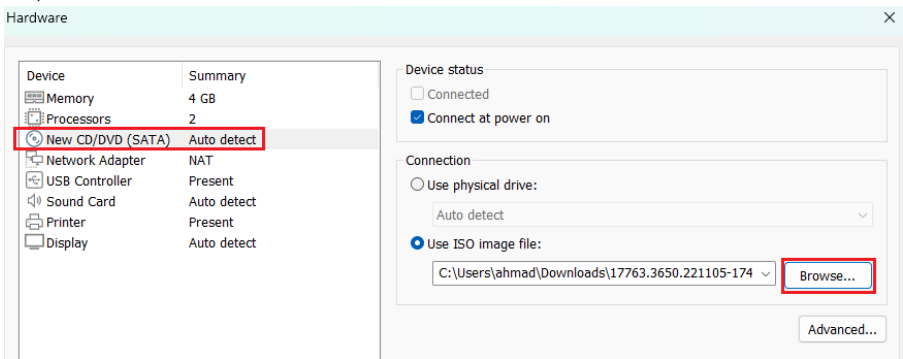 Hardware
Device Summary
Memory 4 GB
Processors 2
New CD/DVD (SATA) Auto detect
Network Adapter NAT
USB Controller Present
Sound Card Auto detect
Printer Present
Display Auto detect
Device status
Connected
Connect at power on
Connection
Use physical drive:
Auto detect
Use ISO image file:
C:\Users\ahmad\Downloads\17763.3650.221105-174
Browse...
Advanced...